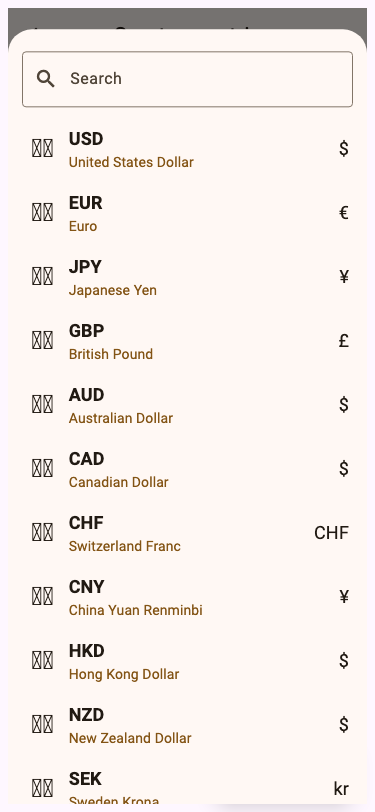 Search
USD
United States Dollar
$
EUR
Euro
€
JPY
Japanese Yen
¥
GBP
British Pound
£
AUD
Australian Dollar
$
CAD
Canadian Dollar
$
CHF
Switzerland Franc
CHF
CNY
China Yuan Renminbi
¥
HKD
Hong Kong Dollar
$
NZD
New Zealand Dollar
$
SEK
Sweden Krona
kr